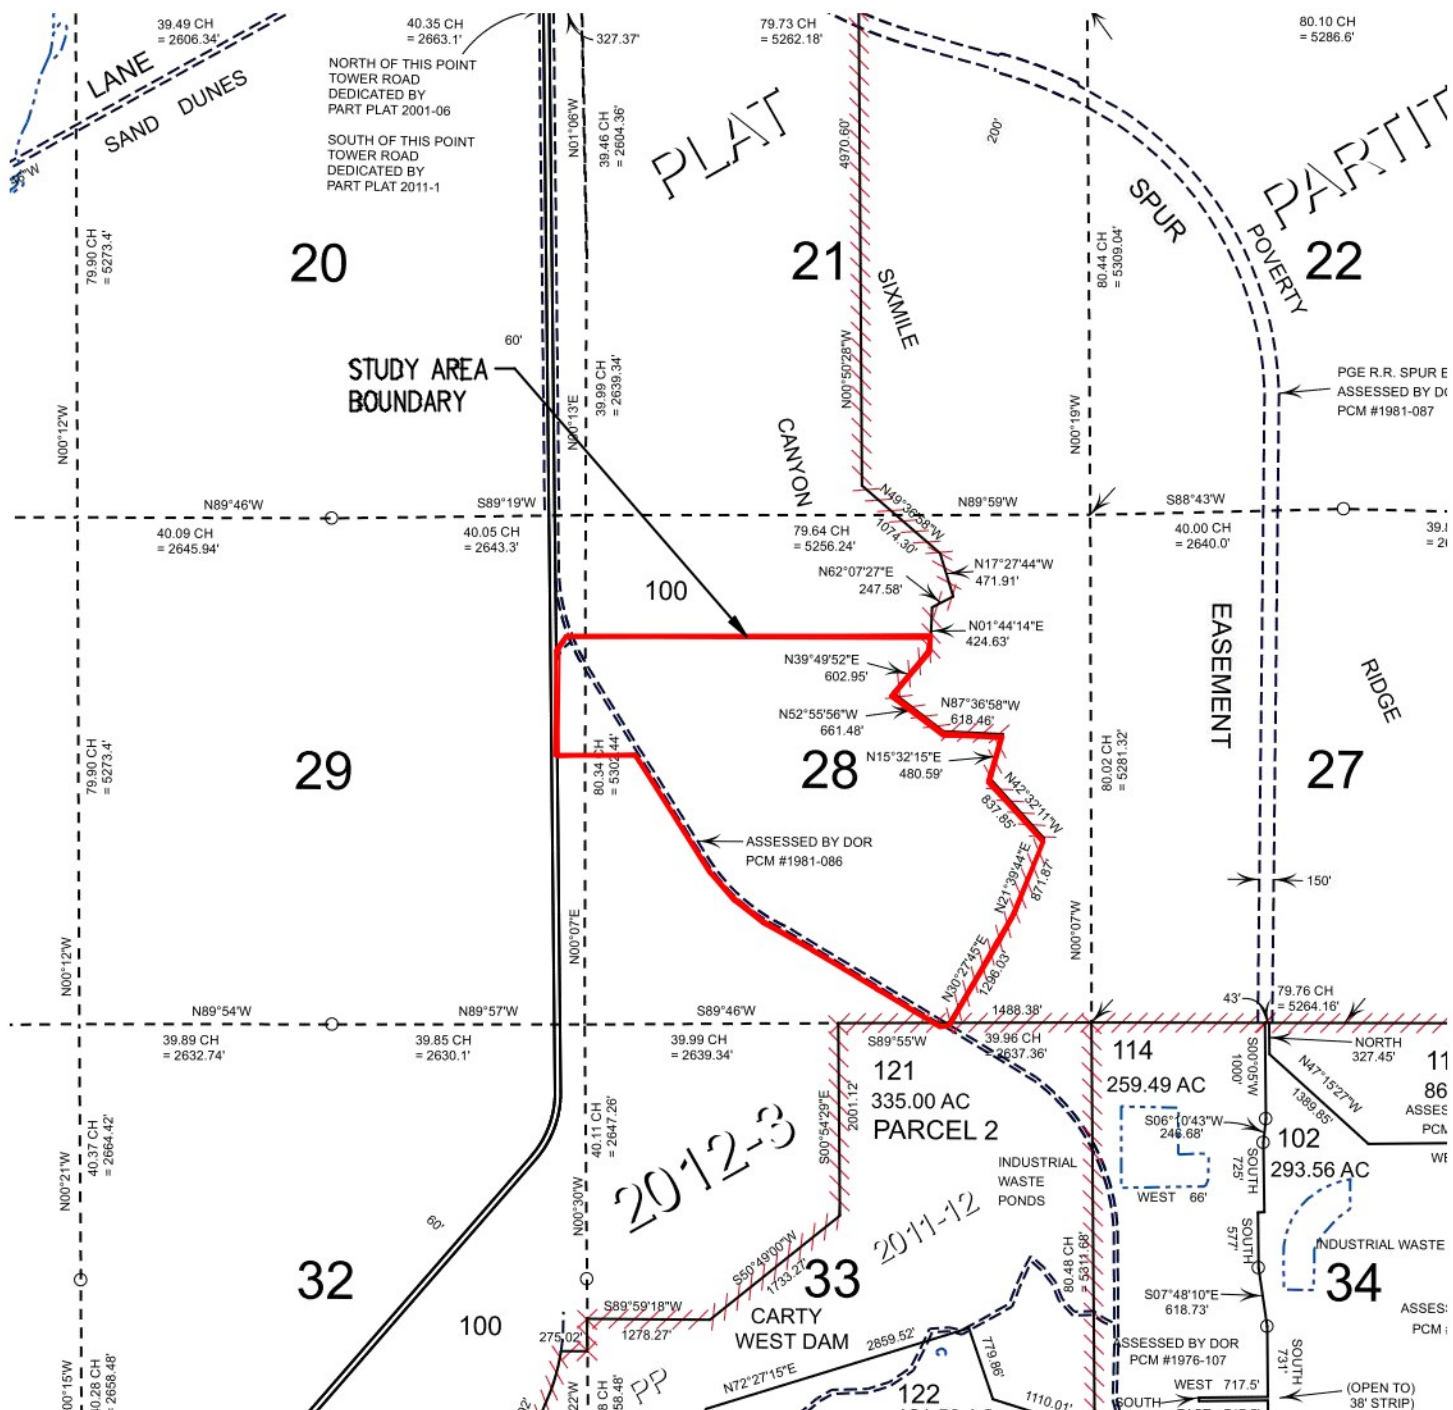 39.49 CH
= 2606.34'
40.35 CH
= 2663.1'
327.37'
79.73 CH
= 5262.18'
80.10 CH
= 5286.6'
LANE
SAND DUNES
NORTH OF THIS POINT
TOWER ROAD
DEDICATED BY
PART PLAT 2001-06
SOUTH OF THIS POINT
TOWER ROAD
DEDICATED BY
PART PLAT 2011-1
N01°06'W
39.46 CH
= 2604.36'
PLAT
4970.60'
200'
SPUR
PARTIT
POVERTY
79.90 CH
= 5273.4'
20
21
22
SIXMILE
80.44 CH
= 5309.04'
60'
STUDY AREA
BOUNDARY
N00°13'E
39.99 CH
= 2639.34'
N00°50'28"W
N00°19'W
PGE R.R. SPUR E
ASSESSED BY DO
PCM #1981-087
N00°12'W
CANYON
N89°46'W
S89°19'W
N49°36'58"W
1074.30'
N89°59'W
S88°43'W
40.09 CH
= 2645.94'
40.05 CH
= 2643.3'
79.64 CH
= 5256.24'
40.00 CH
= 2640.0'
N62°07'27"E
247.58'
N17°27'44"W
471.91'
100
N01°44'14"E
424.63'
EASEMENT
RIDGE
N39°49'52"E
602.95'
N52°55'56"W
661.48'
N87°36'58"W
618.46'
79.90 CH
= 5273.4'
29
80.34 CH
= 5302.44'
28
N15°32'15"E
480.59'
80.02 CH
= 5281.32'
27
N42°32'11"W
837.85'
ASSESSED BY DOR
PCM #1981-086
N21°39'44"E
871.87'
150'
N00°12'W
N00°07'E
N30°27'45"E
1296.03'
N00°07'W
N89°54'W
N89°57'W
S89°46'W
1488.38'
43'
79.76 CH
= 5264.16'
39.89 CH
= 2632.74'
39.85 CH
= 2630.1'
39.99 CH
= 2639.34'
S89°55'W
39.96 CH
= 2637.36'
121
335.00 AC
PARCEL 2
114
259.49 AC
S00°05'W
1000'
NORTH
327.45'
N47°15'27"W
1389.85'
11
86
ASSES
PCM
40.37 CH
= 2664.42'
N00°21'W
40.11 CH
= 2647.26'
2012-3
S00°54'29"E
2001.12'
S06°10'43"W
246.68'
102
293.56 AC
SOUTH
725'
INDUSTRIAL
WASTE
PONDS
WEST 66'
N00°30'W
60'
2011-12
S50°49'00"W
1733.27'
80.48 CH
= 5311.68'
SOUTH
577'
INDUSTRIAL WASTE
32
33
34
S07°48'10"E
618.73'
S89°59'18"W
1278.27'
275.02'
100
CARTY
WEST DAM
2859.52'
779.86'
ASSESSED BY DOR
PCM #1976-107
ASSES
PCM
SOUTH
731'
N72°27'15"E
C
122
1110.01'
PP
WEST 717.5'
SOUTH
(OPEN TO)
38' STRIP)